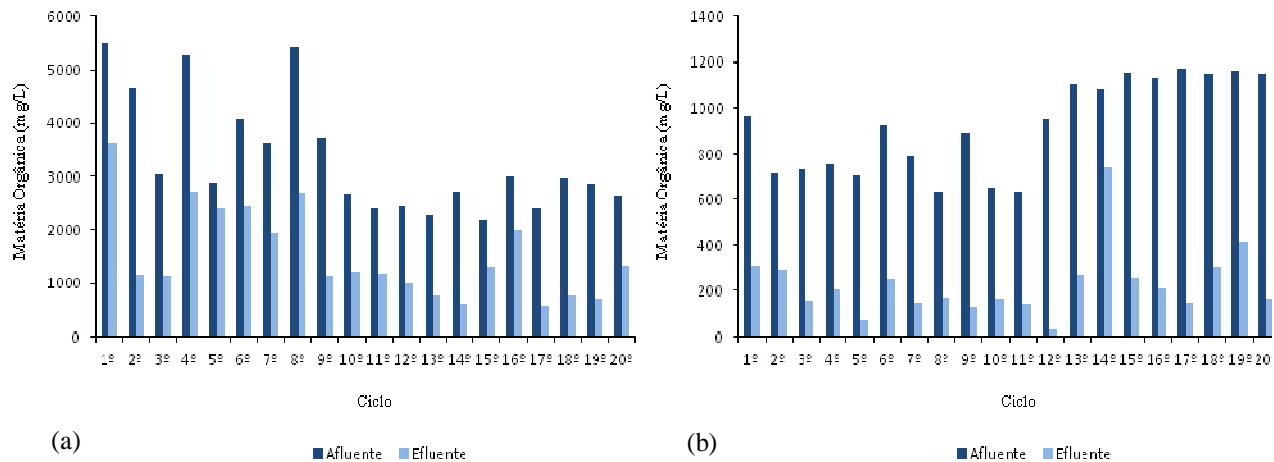 Matéria Orgânica (mg/L)
6000
5000
4000
3000
2000
1000
0
1º 2º 3º 4º 5º 6º 7º 8º 9º 10º 11º 12º 13º 14º 15º 16º 17º 18º 19º 20º
Ciclo
Afluente Efluente
(a)
Matéria Orgânica (mg/L)
1400
1200
1000
800
600
400
200
0
1º 2º 3º 4º 5º 6º 7º 8º 9º 10º 11º 12º 13º 14º 15º 16º 17º 18º 19º 20
Ciclo
Afluente Efluente
(b)